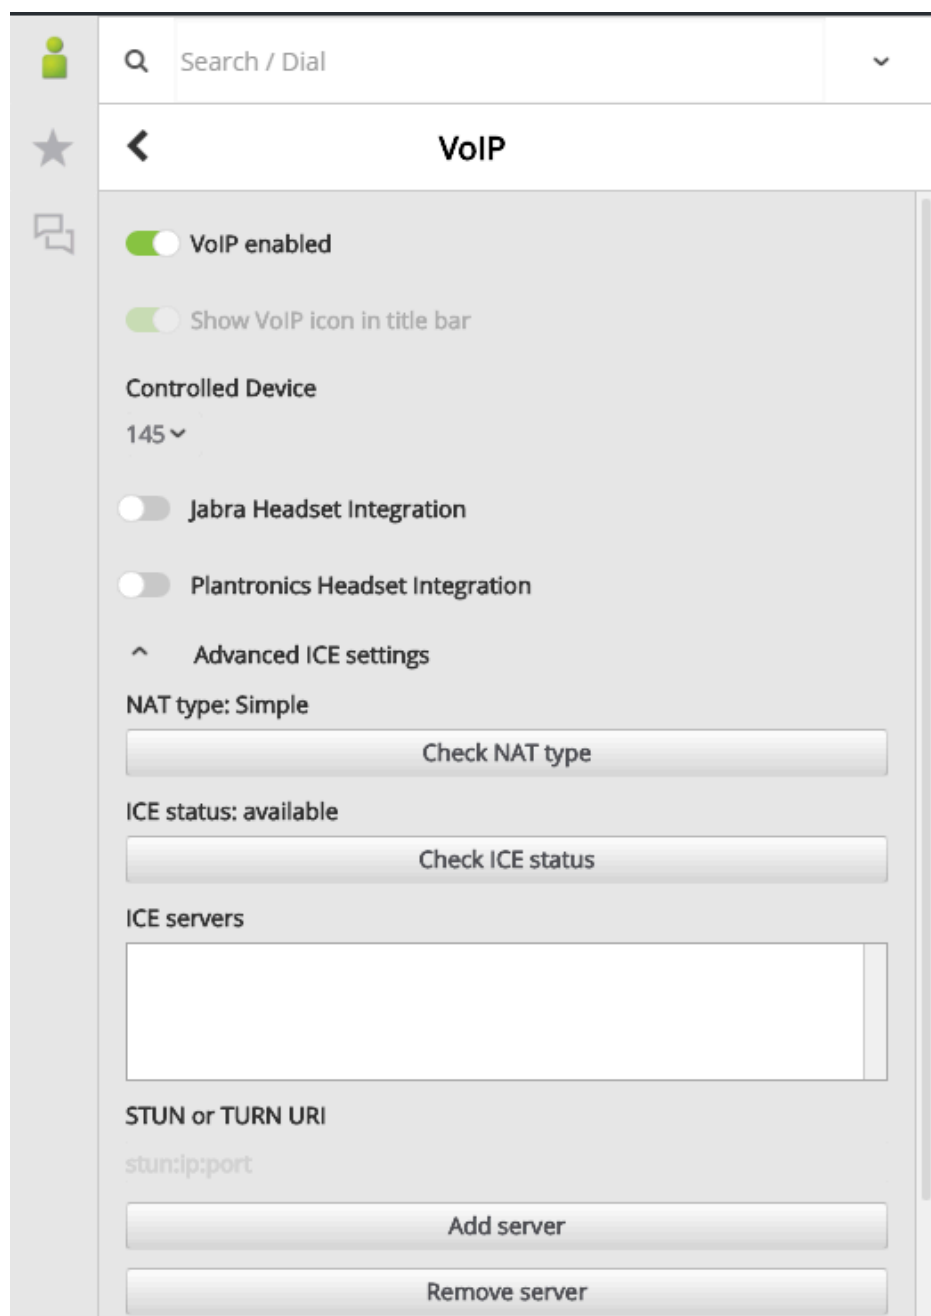 Search / Dial
VoIP
VoIP enabled
Show VoIP icon in title bar
Controlled Device
145
Jabra Headset Integration
Plantronics Headset Integration
Advanced ICE settings
NAT type: Simple
Check NAT type
ICE status: available
Check ICE status
ICE servers
STUN or TURN URI
stun:ip:port
Add server
Remove server